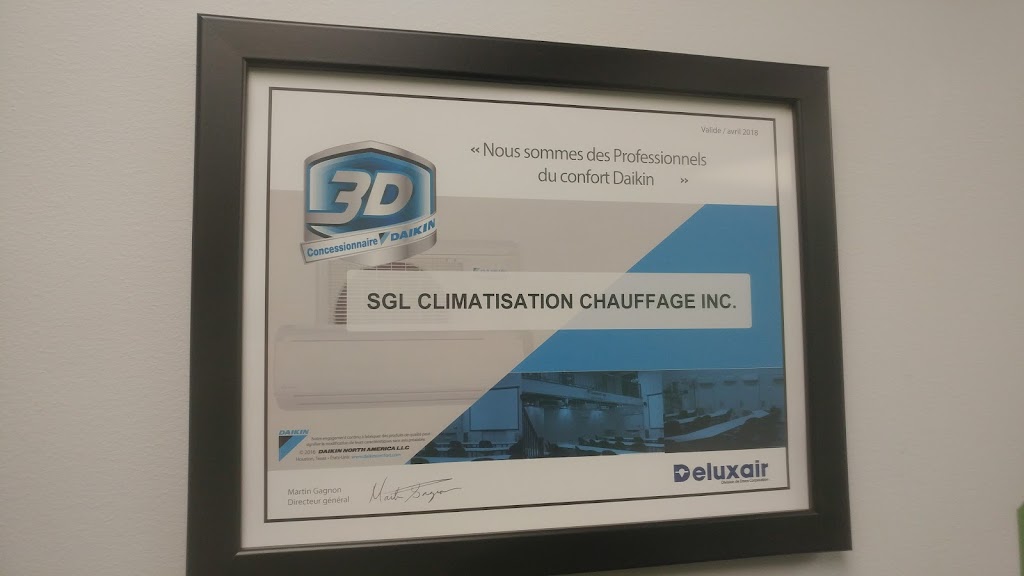 Valide / avril 2018
« Nous sommes des Professionnels
du confort Daikin »
3D
Concessionnaire DAIKIN
SGL CLIMATISATION CHAUFFAGE INC.
DAIKIN
© 2016 DAIKIN NORTH AMERICA LLC
Martin Gagnon
Directeur général
Deluxair